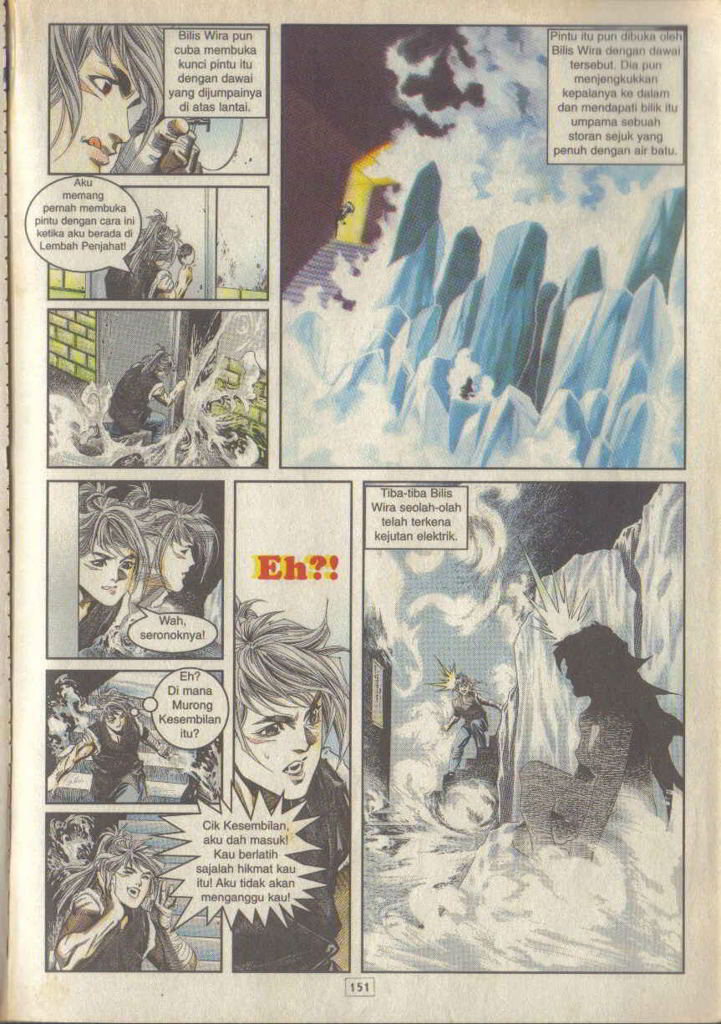 Bilis Wira pun
cuba membuka
kunci pintu itu
dengan dawai
yang dijumpainya
di atas lantai.
Aku
memang
pernah membuka
pintu dengan cara ini
ketika aku berada di
Lembah Penjahat!
Pintu itu pun dibuka oleh
Bilis Wira dengan dawai
tersebut. Dia pun
menjengkukkan
kepalanya ke dalam
dan mendapati bilik itu
umpama sebuah
storan sejuk yang
penuh dengan air batu.
Wah,
seronoknya!
Eh?
Di mana
Murong
Kesembilan
itu?
Cik Kesembilan,
aku dah masuk!
Kau berlatih
sajalah hikmat kau
itu! Aku tidak akan
menganggu kau!
Eh?!
Tiba-tiba Bilis
Wira seolah-olah
telah terkena
kejutan elektrik.
151